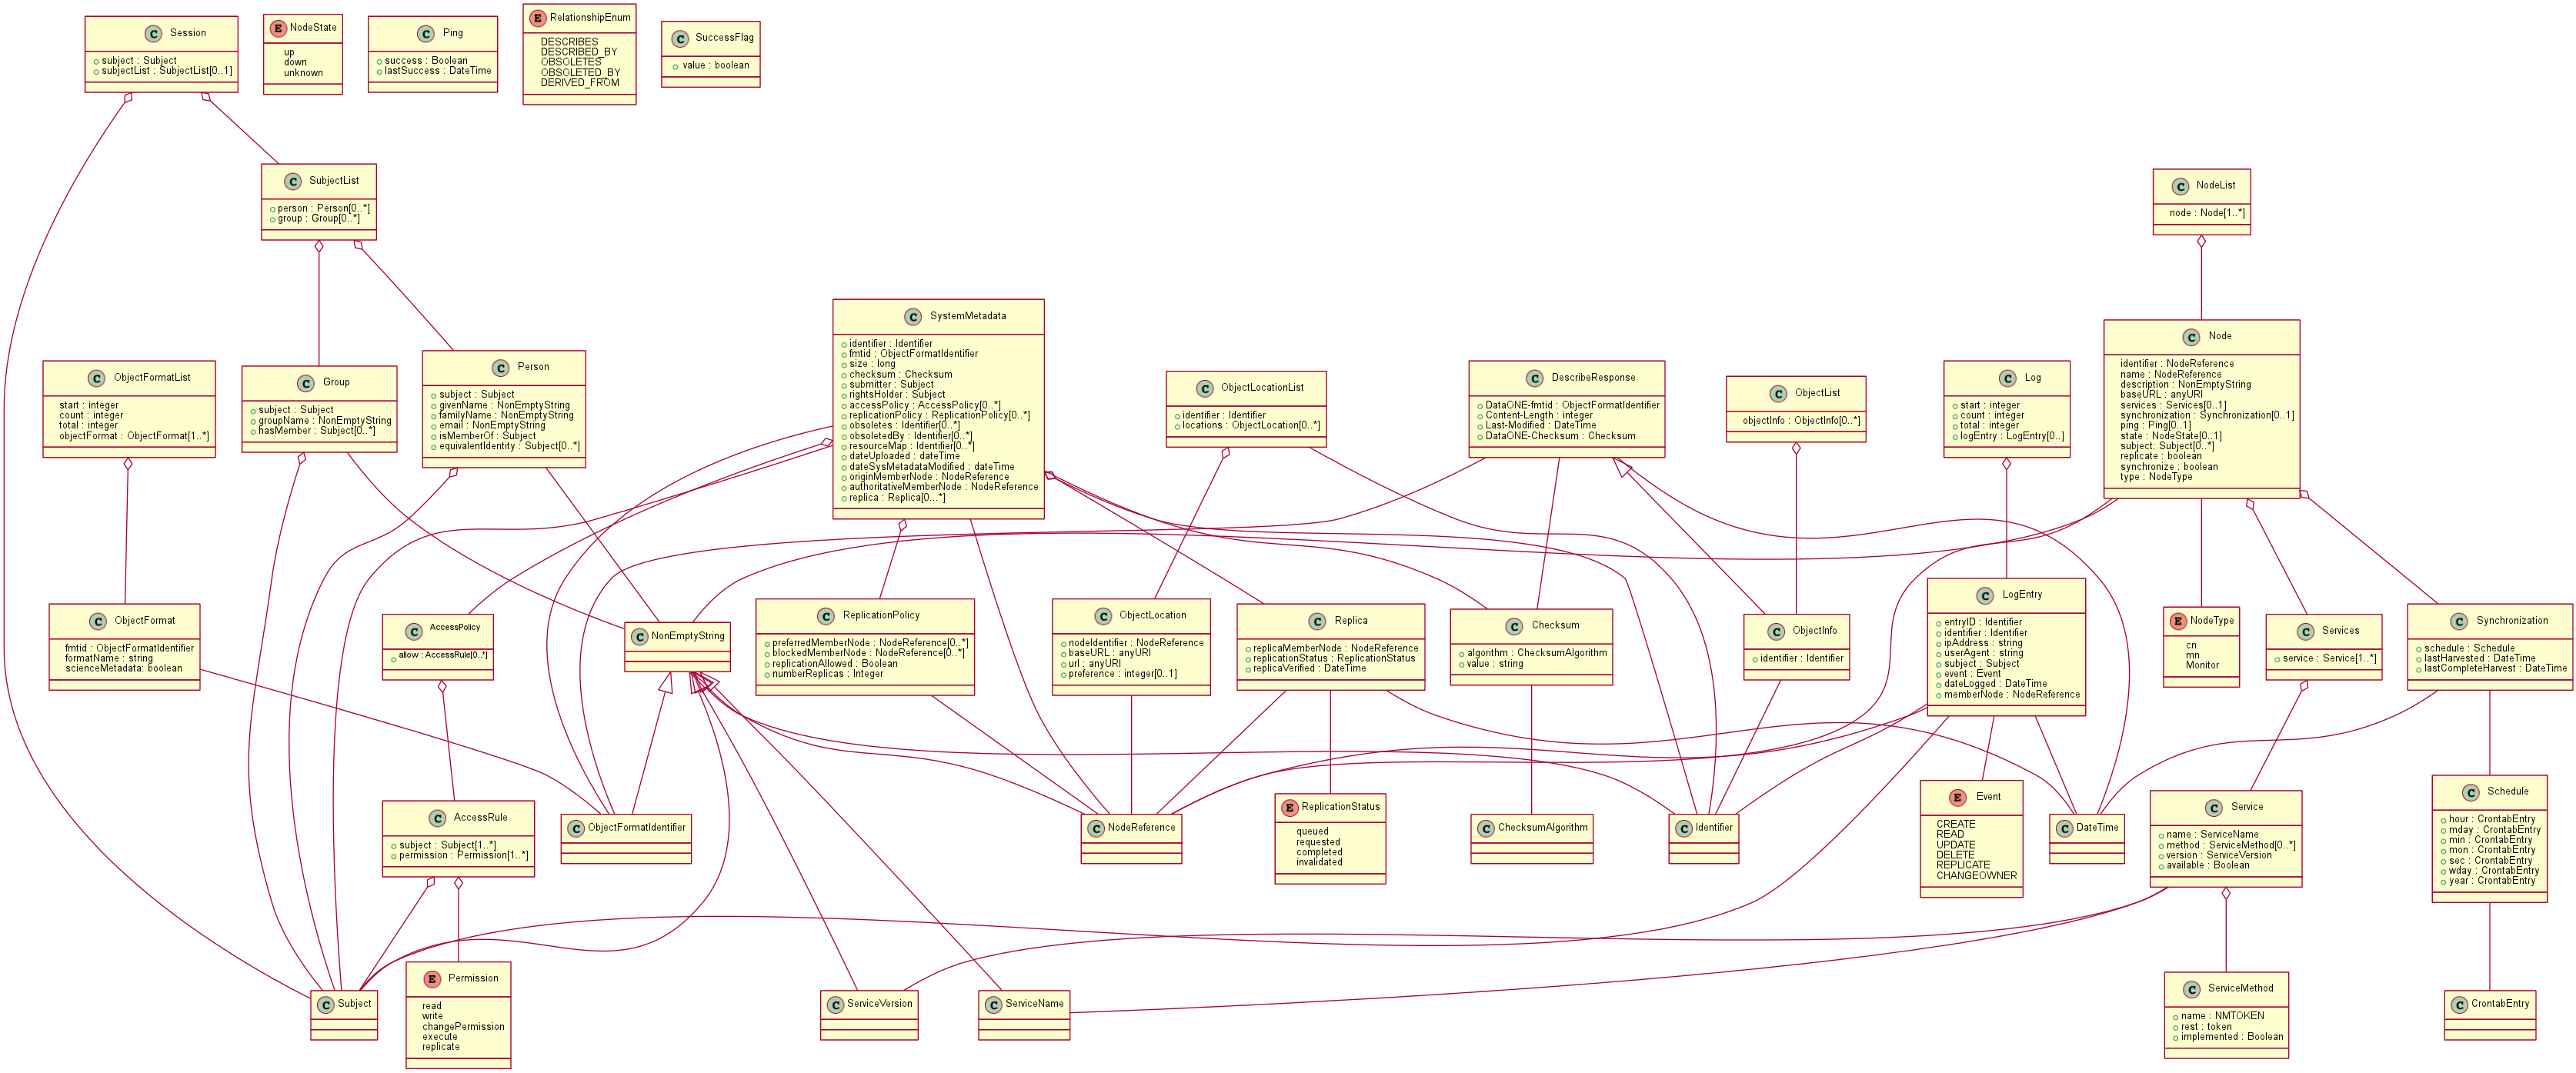 Session
subject : Subject
subjectList : SubjectList[0..1]
NodeState
up
down
unknown
Ping
success : Boolean
lastSuccess : DateTime
RelationshipEnum
DESCRIBES
DESCRIBED_BY
OBSOLETES
OBSOLETED_BY
DERIVED_FROM
SuccessFlag
value : boolean
SubjectList
person : Person[0..*]
group : Group[0..*]
NodeList
node : Node[1..*]
ObjectFormatList
start : integer
count : integer
total : integer
objectFormat : ObjectFormat[1..*]
Group
subject : Subject
groupName : NonEmptyString
hasMember : Subject[0..*]
Person
subject : Subject
givenName : NonEmptyString
familyName : NonEmptyString
email : NonEmptyString
isMemberOf : Subject
equivalentIdentity : Subject[0..*]
SystemMetadata
identifier : Identifier
fmtid : ObjectFormatIdentifier
size : long
checksum : Checksum
submitter : Subject
rightsHolder : Subject
accessPolicy : AccessPolicy[0..*]
replicationPolicy : ReplicationPolicy[0..*]
obsoletes : Identifier[0..*]
obsoletedBy : Identifier[0..*]
resourceMap : Identifier[0..*]
dateUploaded : dateTime
dateSysMetadataModified : dateTime
originMemberNode : NodeReference
authoritativeMemberNode : NodeReference
replica : Replica[0...*]
ObjectLocationList
identifier : Identifier
locations : ObjectLocation[0..*]
DescribeResponse
DataONE-fmtid : ObjectFormatIdentifier
Content-Length : integer
Last-Modified : DateTime
DataONE-Checksum : Checksum
ObjectList
objectInfo : ObjectInfo[0..*]
Log
start : integer
count : integer
total : integer
logEntry : LogEntry[0..]
Node
identifier : NodeReference
name : NodeReference
description : NonEmptyString
baseURL : anyURI
services : Services[0..1]
synchronization : Synchronization[0..1]
ping : Ping[0..1]
state : NodeState[0..1]
subject: Subject[0..*]
replicate : boolean
synchronize : boolean
type : NodeType
ObjectFormat
fmtid : ObjectFormatIdentifier
formatName : string
scienceMetadata: boolean
AccessPolicy
allow : AccessRule[0..*]
NonEmptyString
ReplicationPolicy
preferredMemberNode : NodeReference[0..*]
blockedMemberNode : NodeReference[0..*]
replicationAllowed : Boolean
numberReplicas : Integer
ObjectLocation
nodeIdentifier : NodeReference
baseURL : anyURI
url : anyURI
preference : integer[0..1]
Replica
replicaMemberNode : NodeReference
replicationStatus : ReplicationStatus
replicaVerified : DateTime
Checksum
algorithm : ChecksumAlgorithm
value : string
ObjectInfo
identifier : Identifier
LogEntry
entryID : Identifier
identifier : Identifier
ipAddress : string
userAgent : string
subject : Subject
event : Event
dateLogged : DateTime
memberNode : NodeReference
NodeType
cn
mn
Monitor
Services
service : Service[1..*]
Synchronization
schedule : Schedule
lastHarvested : DateTime
lastCompleteHarvest : DateTime
AccessRule
subject : Subject[1..*]
permission : Permission[1..*]
ObjectFormatIdentifier
NodeReference
ReplicationStatus
queued
requested
completed
invalidated
ChecksumAlgorithm
Identifier
Event
CREATE
READ
UPDATE
DELETE
REPLICATE
CHANGEOWNER
DateTime
Service
name : ServiceName
method : ServiceMethod[0..*]
version : ServiceVersion
available : Boolean
Schedule
hour : CrontabEntry
mday : CrontabEntry
min : CrontabEntry
mon : CrontabEntry
sec : CrontabEntry
wday : CrontabEntry
year : CrontabEntry
Subject
Permission
read
write
changePermission
execute
replicate
ServiceVersion
ServiceName
ServiceMethod
name : NMTOKEN
rest : token
implemented : Boolean
CrontabEntry